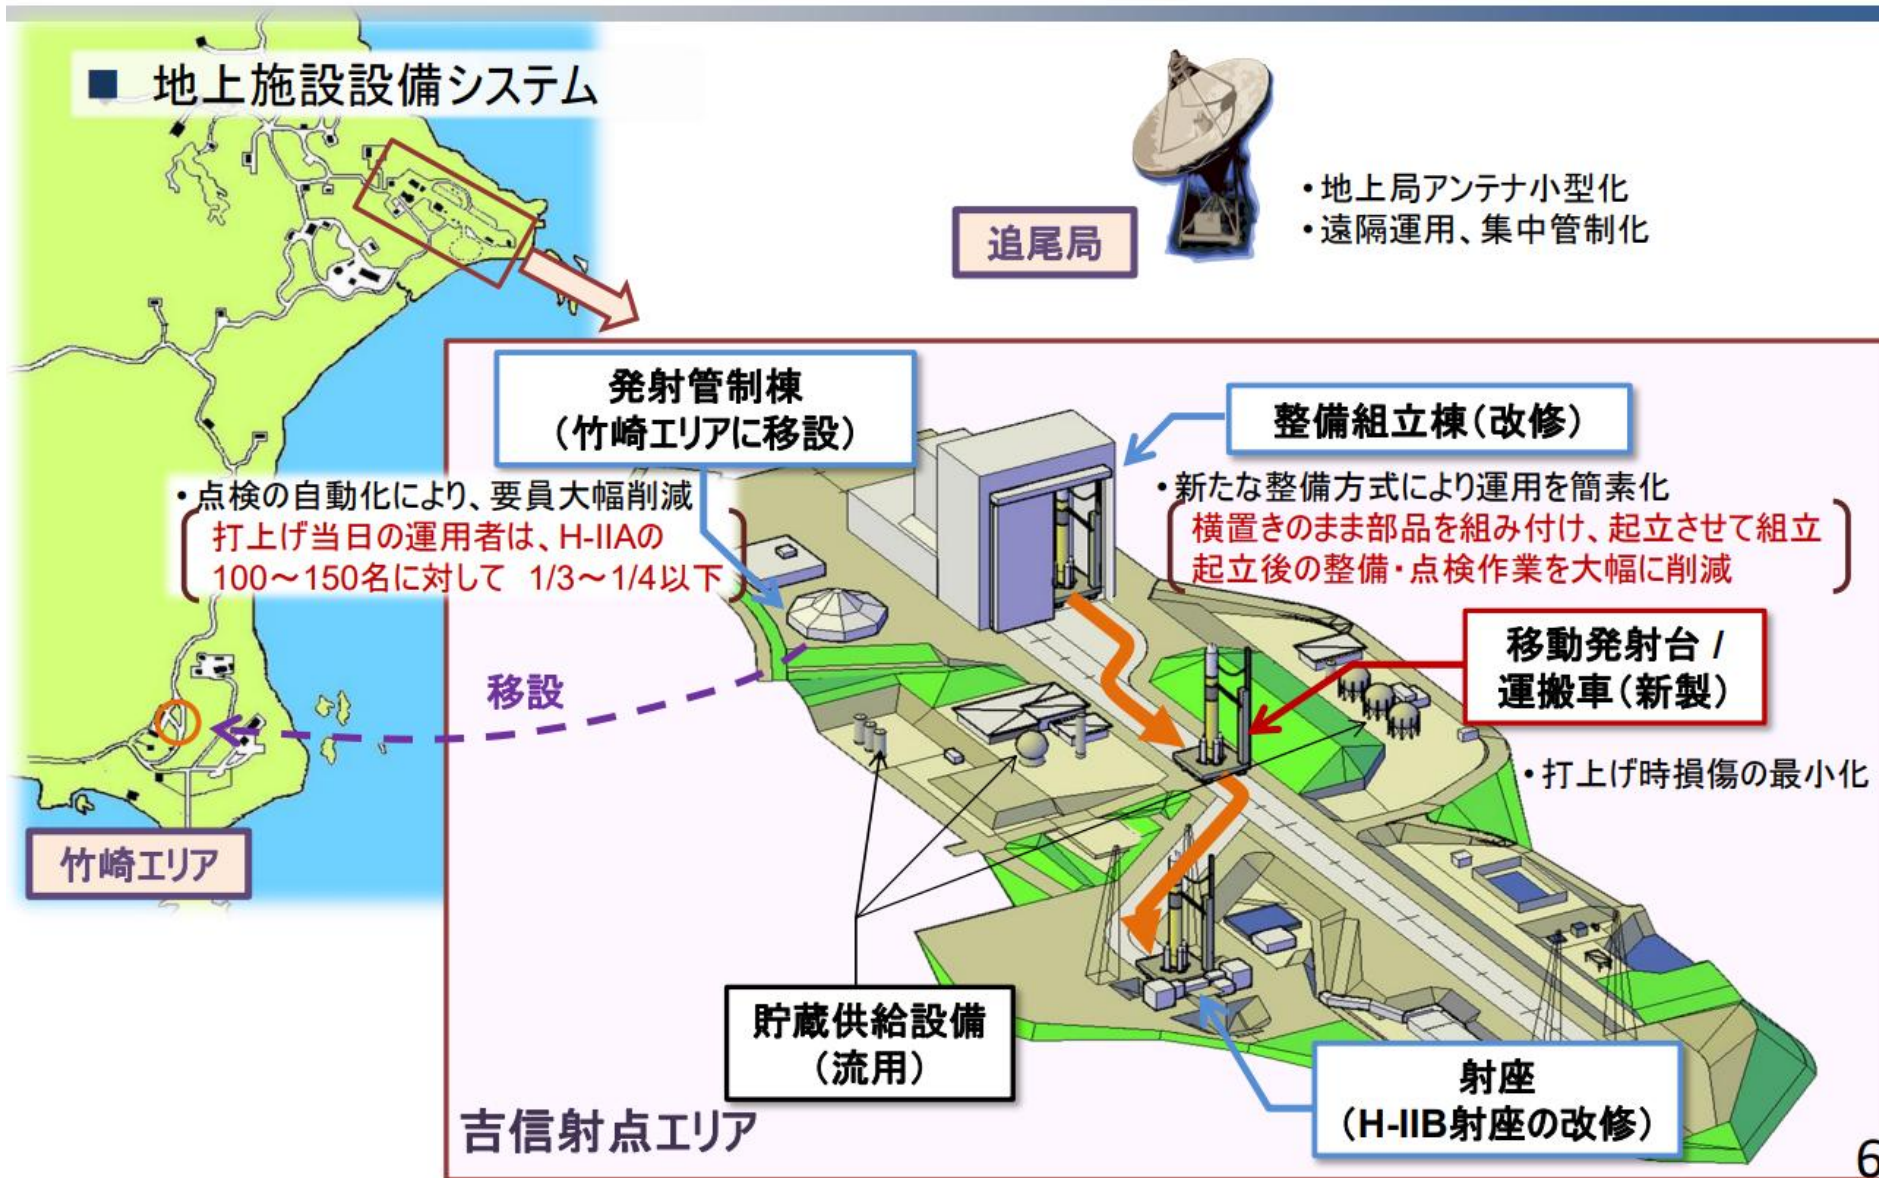 ■ 地上施設設備システム
追尾局
・地上局アンテナ小型化
・遠隔運用、集中管制化
発射管制棟
（竹崎エリアに移設）
・点検の自動化により、要員大幅削減
打上げ当日の運用者は、H-IIAの
100～150名に対して 1/3～1/4以下
整備組立棟（改修）
・新たな整備方式により運用を簡素化
横置きのまま部品を組み付け、起立させて組立
起立後の整備・点検作業を大幅に削減
移動発射台 /
運搬車（新製）
・打上げ時損傷の最小化
移設
竹崎エリア
貯蔵供給設備
（流用）
射座
（H-IIB射座の改修）
吉信射点エリア
6